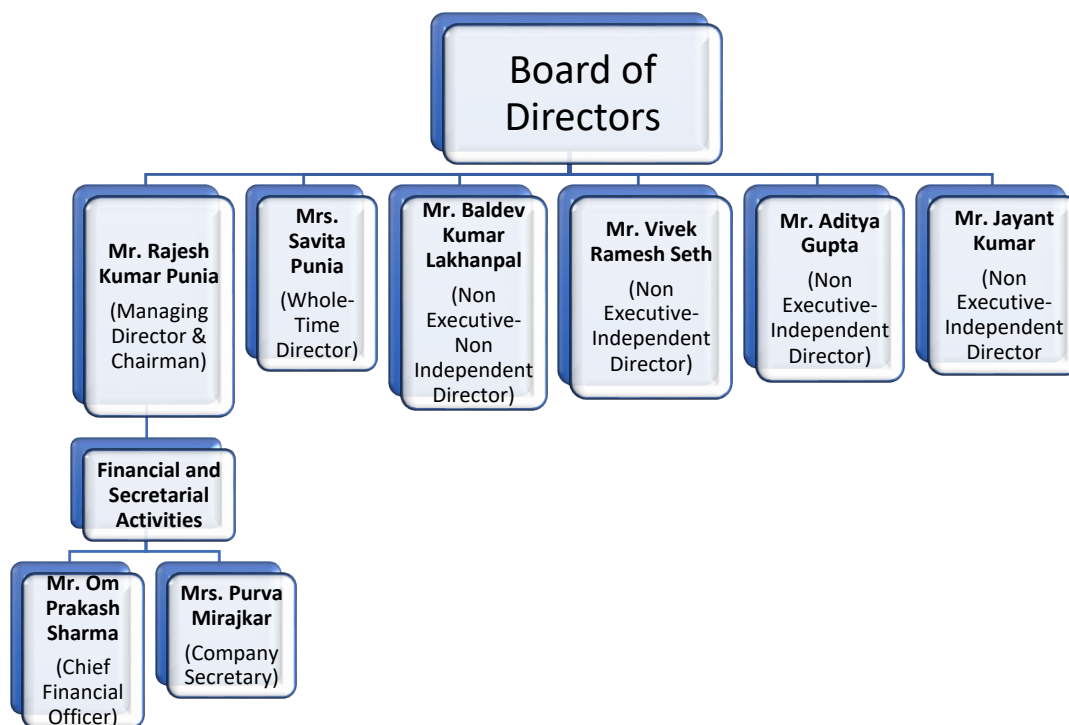 Board of
Directors
Mr. Rajesh
Kumar Punia
(Managing
Director &
Chairman)
Mrs.
Savita
Punia
(Whole-
Time
Director)
Mr. Baldev
Kumar
Lakhanpal
(Non
Executive-
Non
Independent
Director)
Mr. Vivek
Ramesh Seth
(Non
Executive-
Independent
Director)
Mr. Aditya
Gupta
(Non
Executive-
Independent
Director)
Mr. Jayant
Kumar
(Non
Executive-
Independent
Director
Financial and
Secretarial
Activities
Mr. Om
Prakash
Sharma
(Chief
Financial
Officer)
Mrs. Purva
Mirajkar
(Company
Secretary)